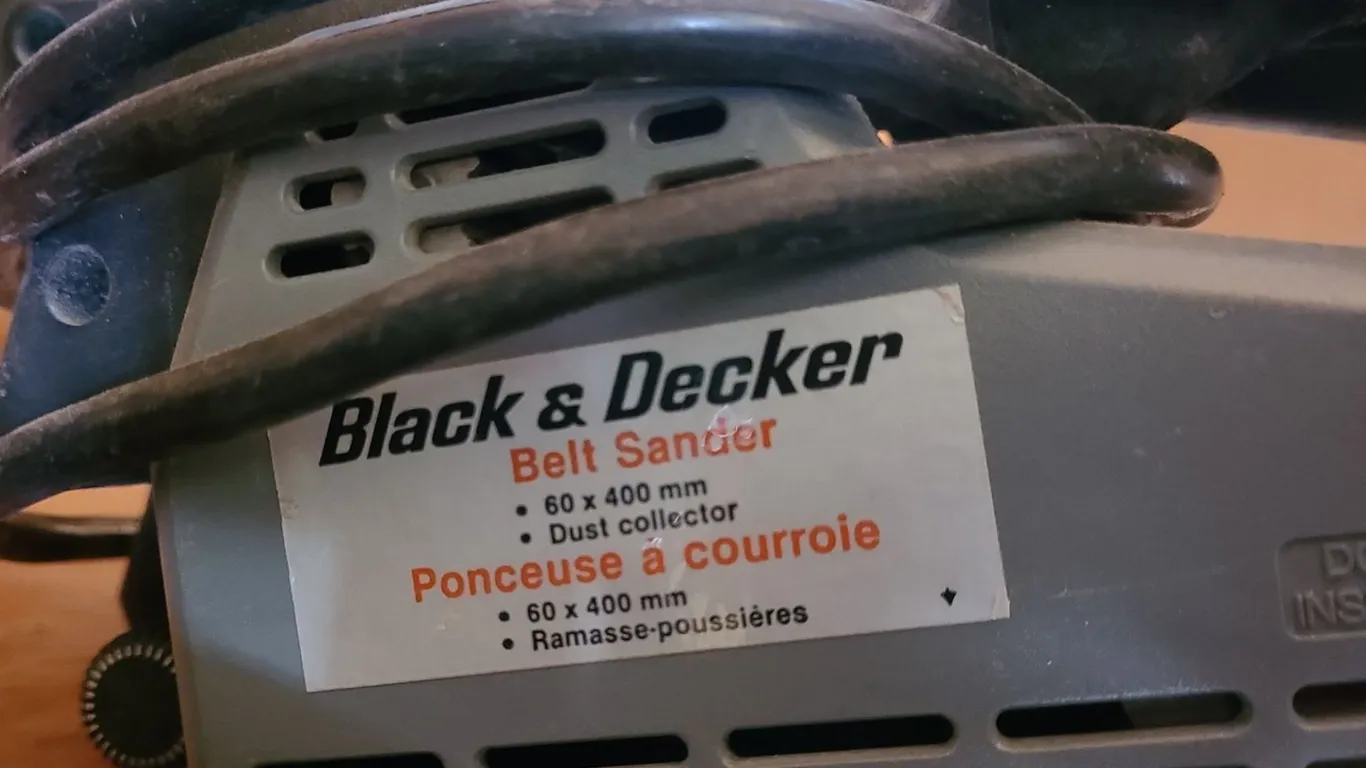 Black & Decker
Belt Sander
• 60 x 400 mm
• Dust collector
Ponceuse à courroie
• 60 x 400 mm
• Ramasse-poussières